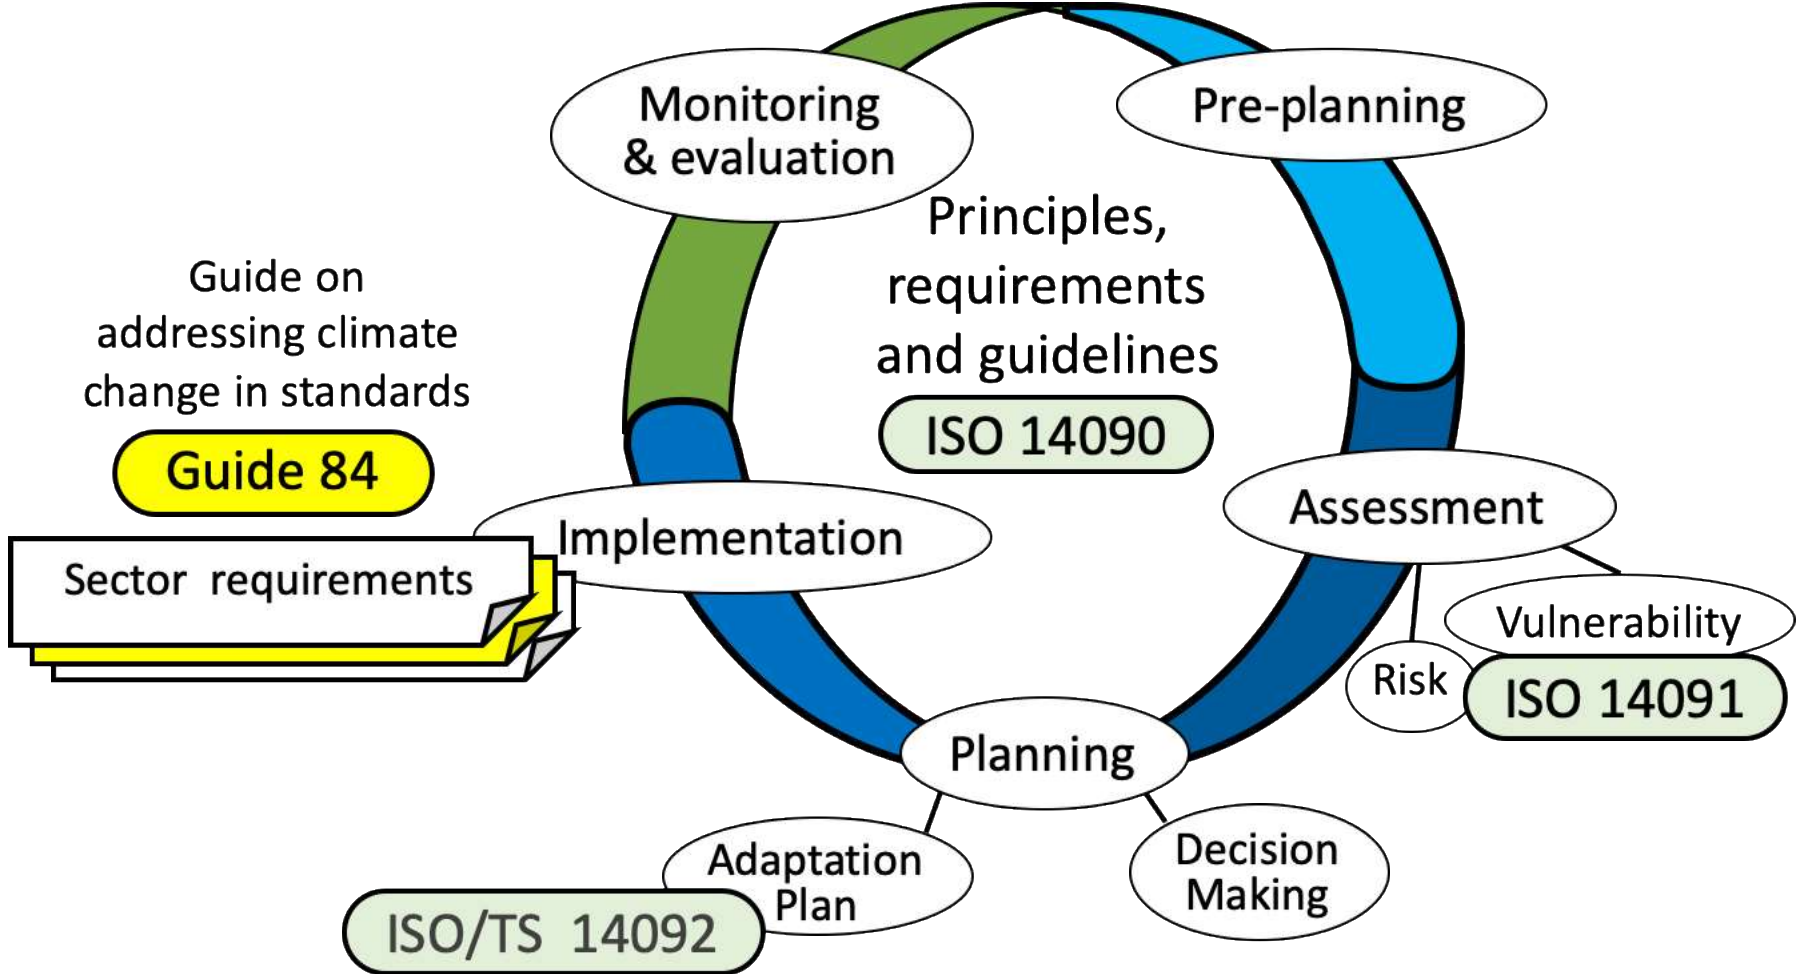 Monitoring
& evaluation
Pre-planning
Principles,
requirements
and guidelines
ISO 14090
Guide on
addressing climate
change in standards
Guide 84
Sector requirements
Implementation
Assessment
Vulnerability
Risk
ISO 14091
Planning
Adaptation
Plan
ISO/TS 14092
Decision
Making